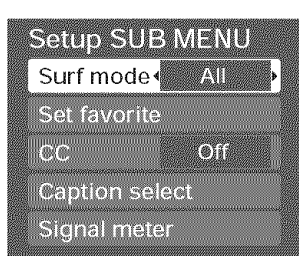 Setup SUB MENU
Surf mode All
Set favorite
CC Off
Caption select
Signal meter